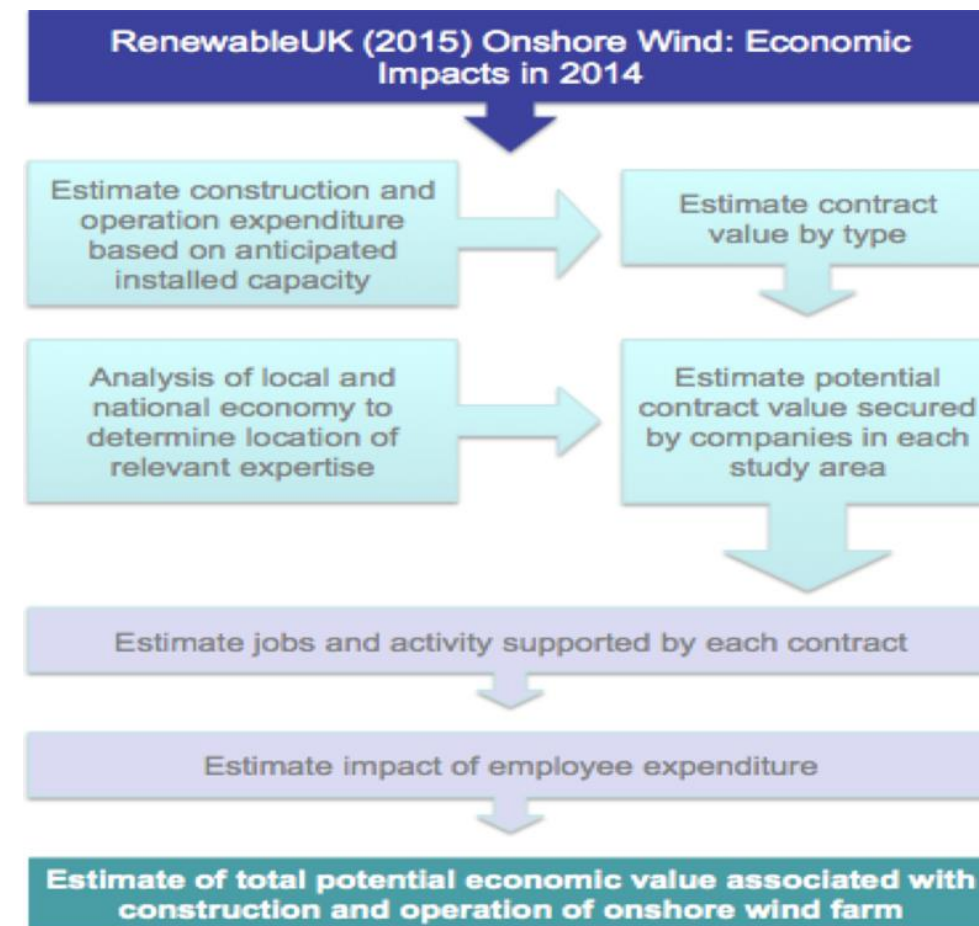 RenewableUK (2015) Onshore Wind: Economic
Impacts in 2014
Estimate construction and
operation expenditure
based on anticipated
installed capacity
Estimate contract
value by type
Analysis of local and
national economy to
determine location of
relevant expertise
Estimate potential
contract value secured
by companies in each
study area
Estimate jobs and activity supported by each contract
Estimate impact of employee expenditure
Estimate of total potential economic value associated with
construction and operation of onshore wind farm